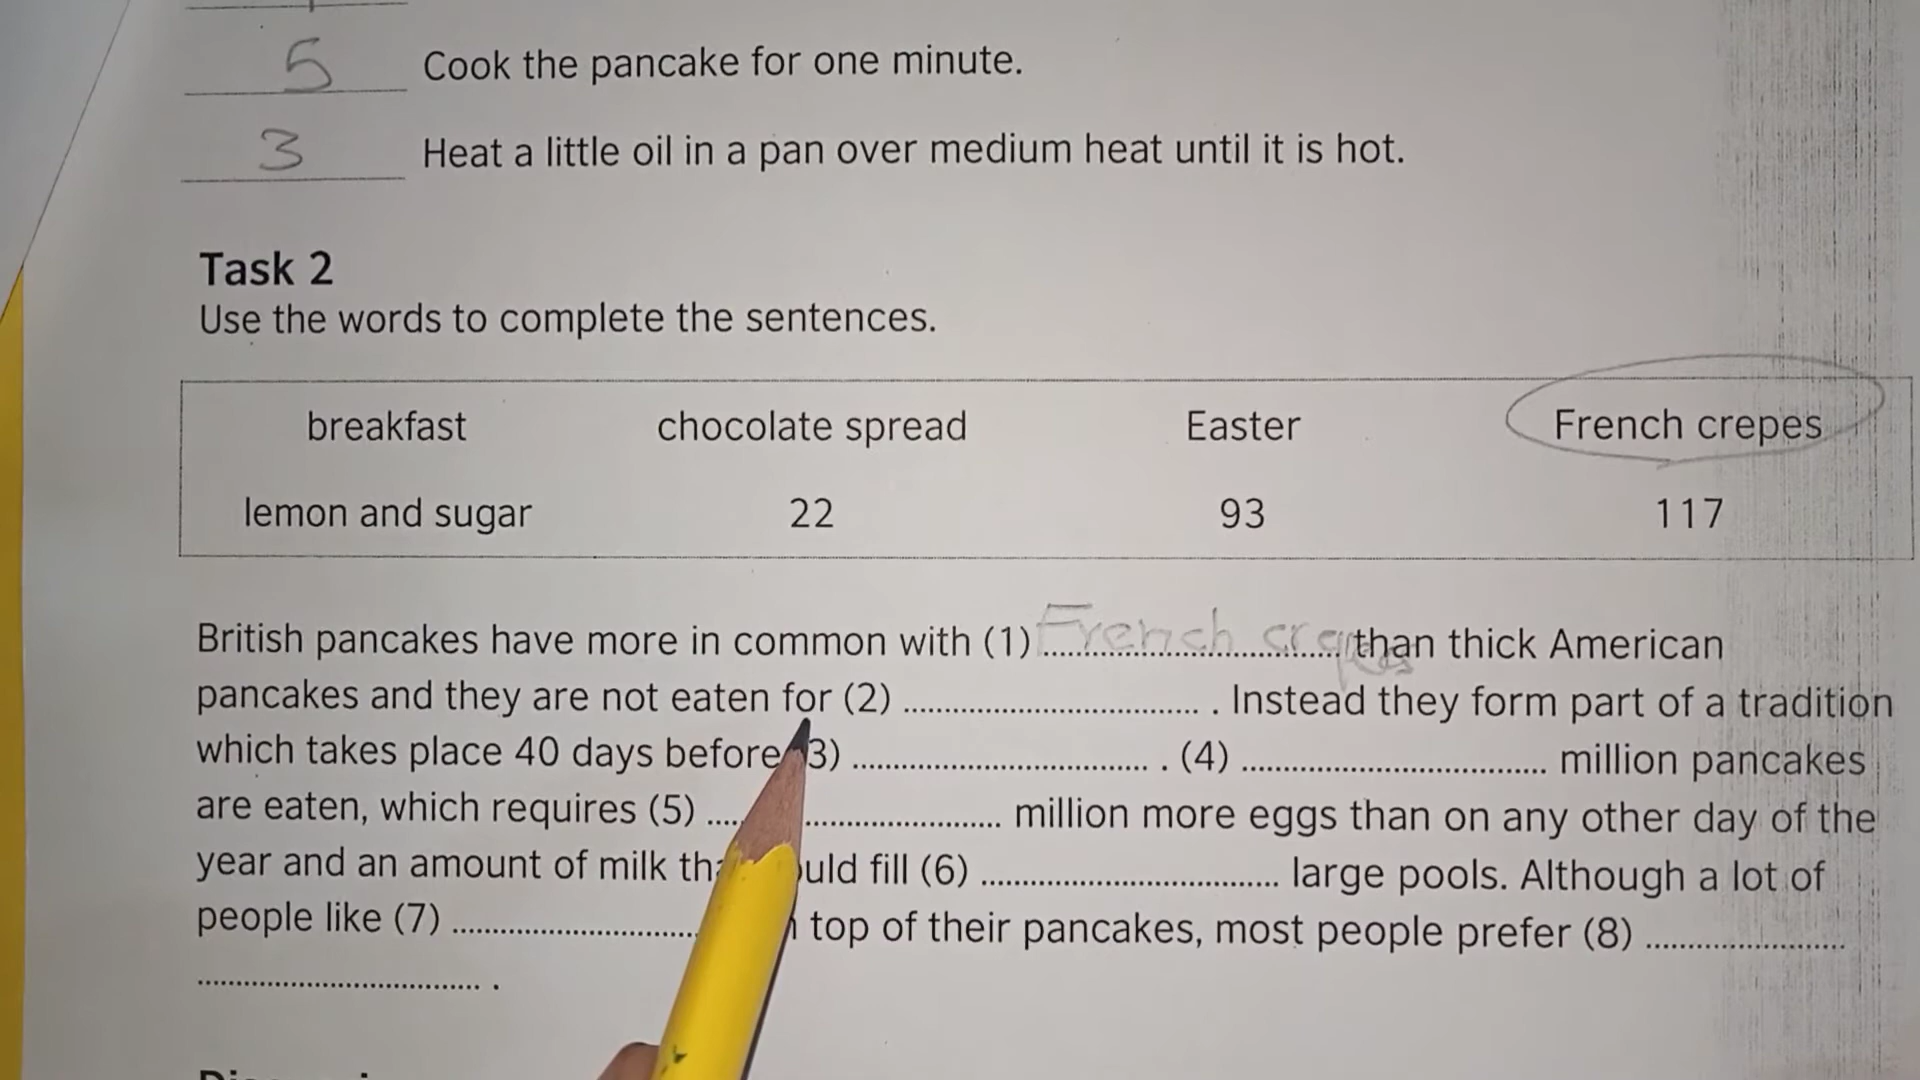 5 Cook the pancake for one minute.
3 Heat a little oil in a pan over medium heat until it is hot.
Task 2
Use the words to complete the sentences.
breakfast chocolate spread Easter French crepes
lemon and sugar 22 93 117
British pancakes have more in common with (1) French crepes than thick American
pancakes and they are not eaten for (2) .................................. . Instead they form part of a tradition
which takes place 40 days before (3) .................................. . (4) .................................. million pancakes
are eaten, which requires (5) .................................. million more eggs than on any other day of the
year and an amount of milk fill (6) .................................. large pools. Although a lot of
people like (7) .................................. top of their pancakes, most people prefer (8) ........................
.................................. .